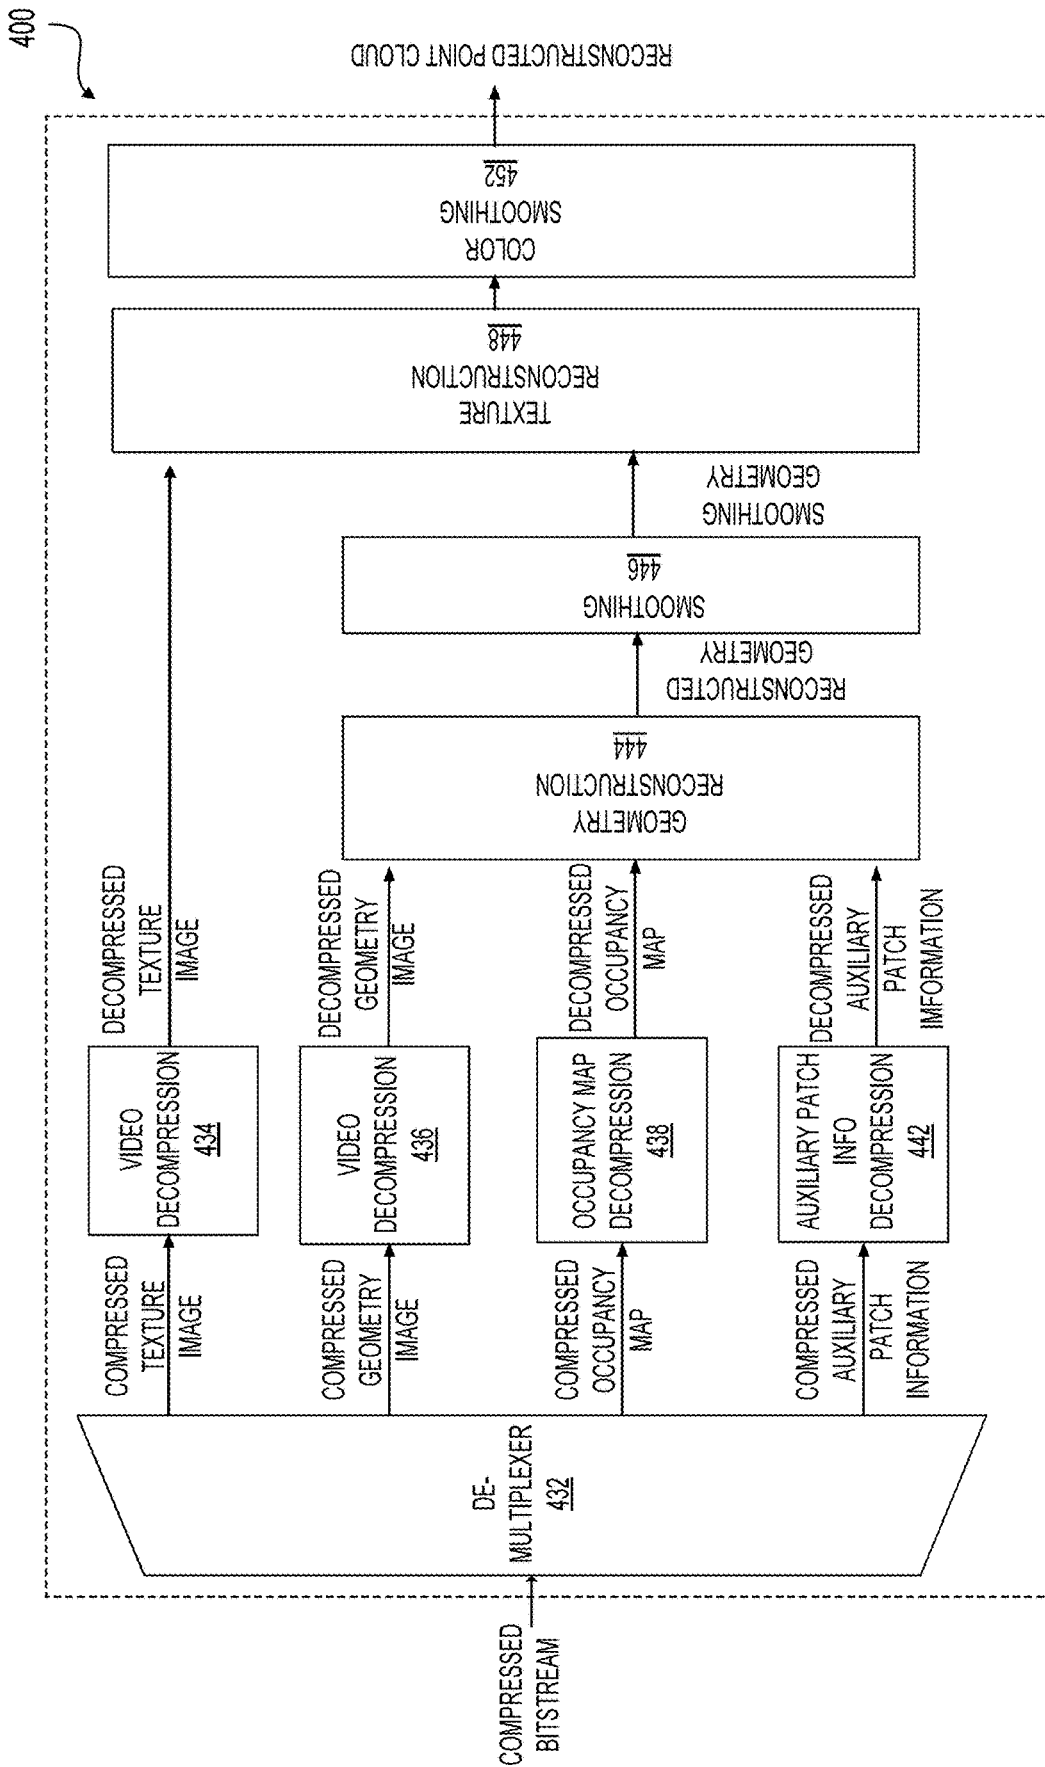 400
COMPRESSED
BITSTREAM
DE-
MULTIPLEXER
432
COMPRESSED
TEXTURE
IMAGE
COMPRESSED
GEOMETRY
IMAGE
COMPRESSED
OCCUPANCY
MAP
COMPRESSED
AUXILIARY
PATCH
INFORMATION
VIDEO
DECOMPRESSION
434
VIDEO
DECOMPRESSION
436
OCCUPANCY MAP
DECOMPRESSION
438
AUXILIARY PATCH
INFO
DECOMPRESSION
442
DECOMPRESSED
TEXTURE
IMAGE
DECOMPRESSED
GEOMETRY
IMAGE
DECOMPRESSED
OCCUPANCY
MAP
DECOMPRESSED
AUXILIARY
PATCH
IMFORMATION
GEOMETRY
RECONSTRUCTION
444
RECONSTRUCTED
GEOMETRY
SMOOTHING
446
SMOOTHING
GEOMETRY
TEXTURE
RECONSTRUCTION
448
COLOR
SMOOTHING
452
RECONSTRUCTED POINT CLOUD